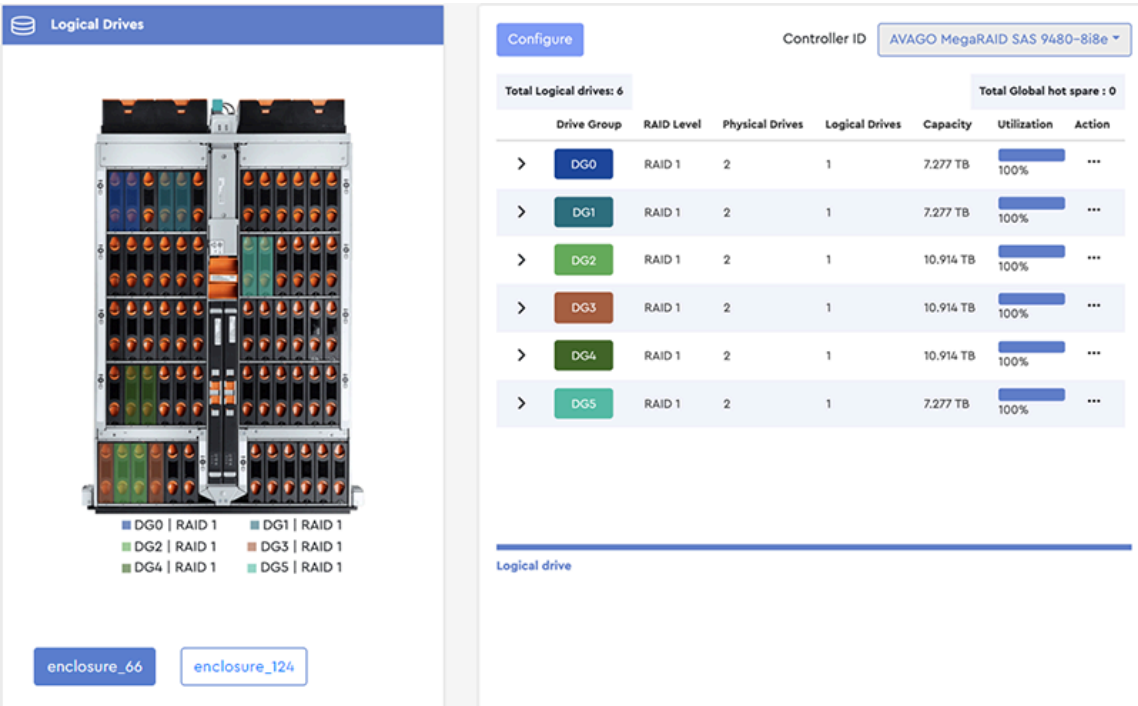 Logical Drives
DG0 | RAID 1 DG1 | RAID 1
DG2 | RAID 1 DG3 | RAID 1
DG4 | RAID 1 DG5 | RAID 1
enclosure_66 enclosure_124
Configure Controller ID AVAGO MegaRAID SAS 9480-8i8e
Total Logical drives: 6 Total Global hot spare : 0
Drive Group RAID Level Physical Drives Logical Drives Capacity Utilization Action
DG0 RAID 1 2 1 7.277 TB 100% ...
DG1 RAID 1 2 1 7.277 TB 100% ...
DG2 RAID 1 2 1 10.914 TB 100% ...
DG3 RAID 1 2 1 10.914 TB 100% ...
DG4 RAID 1 2 1 10.914 TB 100% ...
DG5 RAID 1 2 1 7.277 TB 100% ...
Logical drive